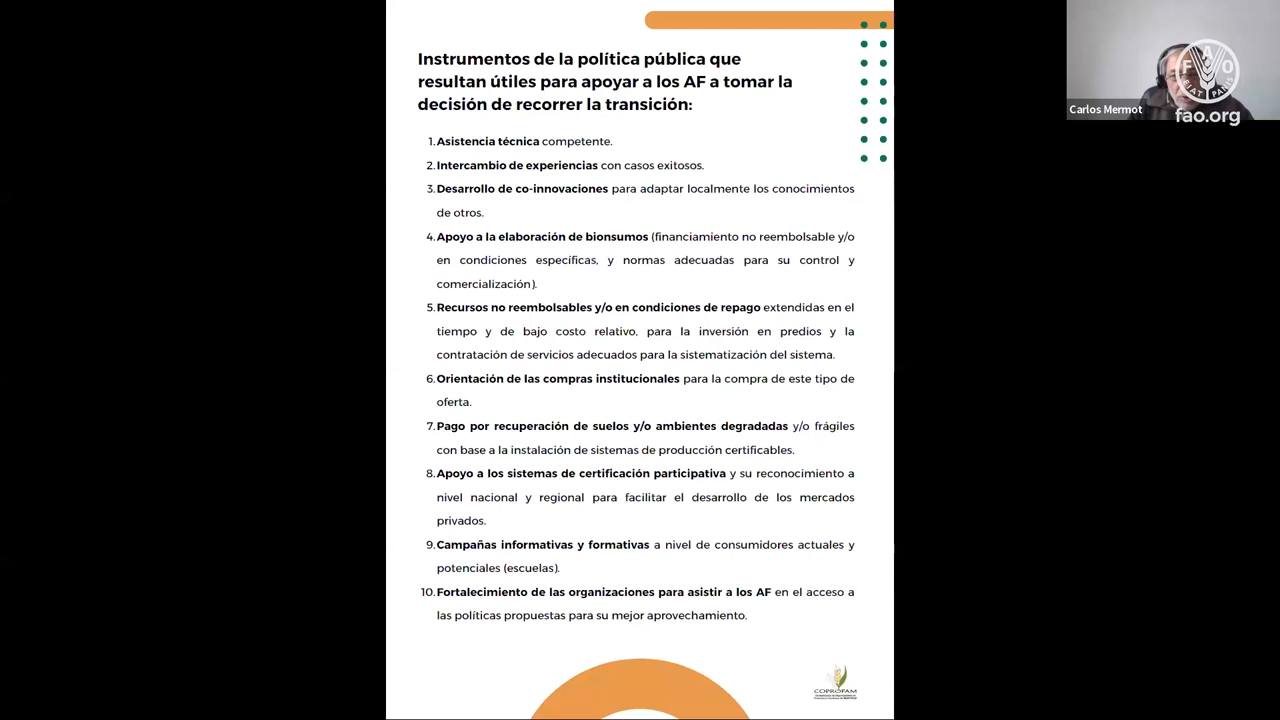 Instrumentos de la política pública que
resultan útiles para apoyar a los AF a tomar la
decisión de recorrer la transición:
1. Asistencia técnica competente.
2. Intercambio de experiencias con casos exitosos.
3. Desarrollo de co-innovaciones para adaptar localmente los conocimientos
de otros.
4. Apoyo a la elaboración de bionsumos (financiamiento no reembolsable y/o
en condiciones específicas, y normas adecuadas para su control y
comercialización).
5. Recursos no reembolsables y/o en condiciones de repago extendidas en el
tiempo y de bajo costo relativo, para la inversión en predios y la
contratación de servicios adecuados para la sistematización del sistema.
6. Orientación de las compras institucionales para la compra de este tipo de
oferta.
7. Pago por recuperación de suelos y/o ambientes degradadas y/o frágiles
con base a la instalación de sistemas de producción certificables.
8. Apoyo a los sistemas de certificación participativa y su reconocimiento a
nivel nacional y regional para facilitar el desarrollo de los mercados
privados.
9. Campañas informativas y formativas a nivel de consumidores actuales y
potenciales (escuelas).
10. Fortalecimiento de las organizaciones para asistir a los AF en el acceso a
las políticas propuestas para su mejor aprovechamiento.
COPROFAM
Carlos Mermot
F A O
FIAT PANIS
fao.org